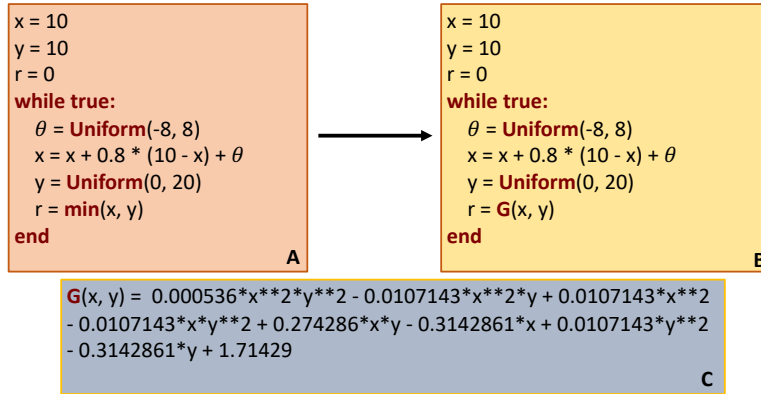 x = 10
y = 10
r = 0
while true:
θ = Uniform(-8, 8)
x = x + 0.8 * (10 - x) + θ
y = Uniform(0, 20)
r = min(x, y)
end
A
x = 10
y = 10
r = 0
while true:
θ = Uniform(-8, 8)
x = x + 0.8 * (10 - x) + θ
y = Uniform(0, 20)
r = G(x, y)
end
B
G(x, y) = 0.000536*x**2*y**2 - 0.0107143*x**2*y + 0.0107143*x**2
- 0.0107143*x*y**2 + 0.274286*x*y - 0.3142861*x + 0.0107143*y**2
- 0.3142861*y + 1.71429
C